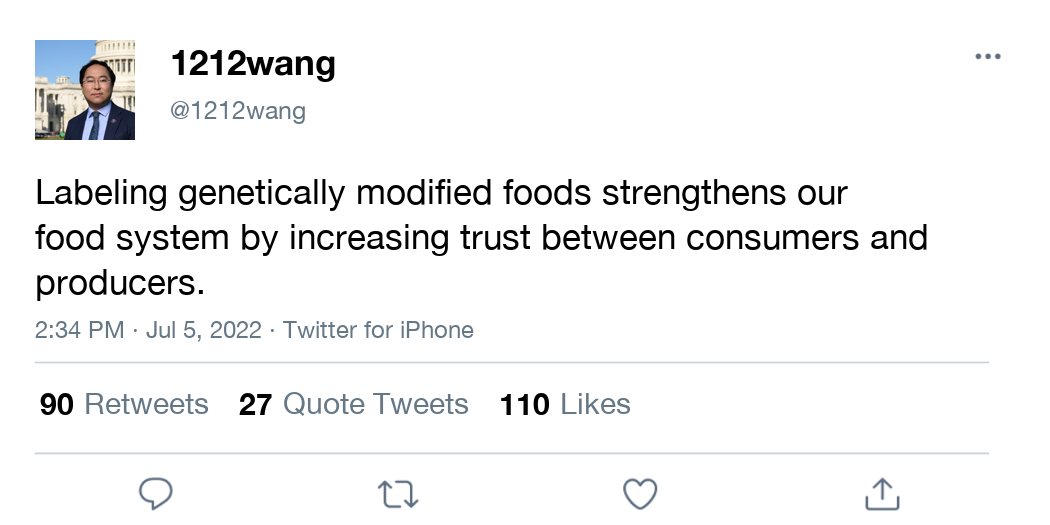 1212wang
@1212wang
Labeling genetically modified foods strengthens our
food system by increasing trust between consumers and
producers.
2:34 PM · Jul 5, 2022 · Twitter for iPhone
90 Retweets 27 Quote Tweets 110 Likes